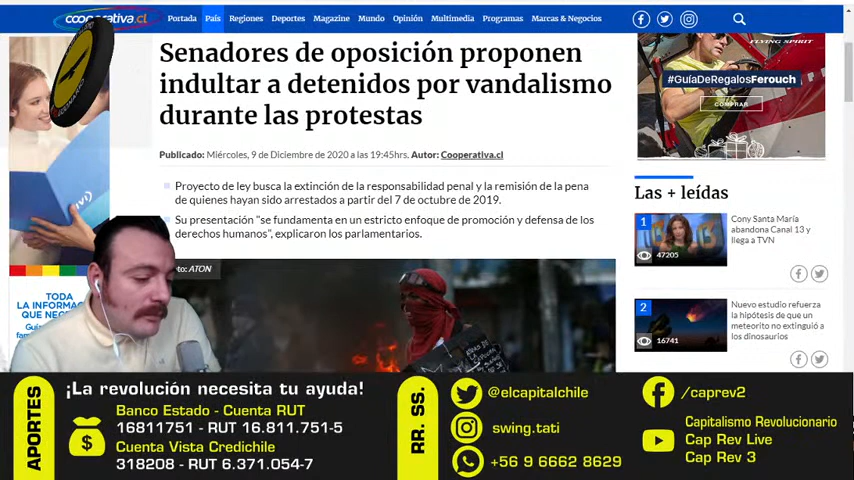 cooperativa.cl
Portada País Regiones Deportes Magazine Mundo Opinión Multimedia Programas Marcas & Negocios
Senadores de oposición proponen
indultar a detenidos por vandalismo
durante las protestas
Publicado: Miércoles, 9 de Diciembre de 2020 a las 19:45hrs, Autor: Cooperativa.cl
Proyecto de ley busca la extinción de la responsabilidad penal y la remisión de la pena
de quienes hayan sido arrestados a partir del 7 de octubre de 2019.
Su presentación "se fundamenta en un estricto enfoque de promoción y defensa de los
derechos humanos", explicaron los parlamentarios.
ATON
TODA
LA INFORMAC
QUE NEC
FLYING SPIRIT
#GuíaDeRegalosFerouch
COMPRAR
Las + leídas
1
Cony Santa María
abandona Canal 13 y
llega a TVN
47205
2
Nuevo estudio refuerza
la hipótesis de que un
meteorito no extinguió a
los dinosaurios
16741
APORTES
¡La revolución necesita tu ayuda!
Banco Estado - Cuenta RUT
16811751 - RUT 16.811.751-5
Cuenta Vista Credichile
318208 - RUT 6.371.054-7
RR. SS.
@elcapitalchile
swing.tati
+56 9 6662 8629
/caprev2
Capitalismo Revolucionario
Cap Rev Live
Cap Rev 3